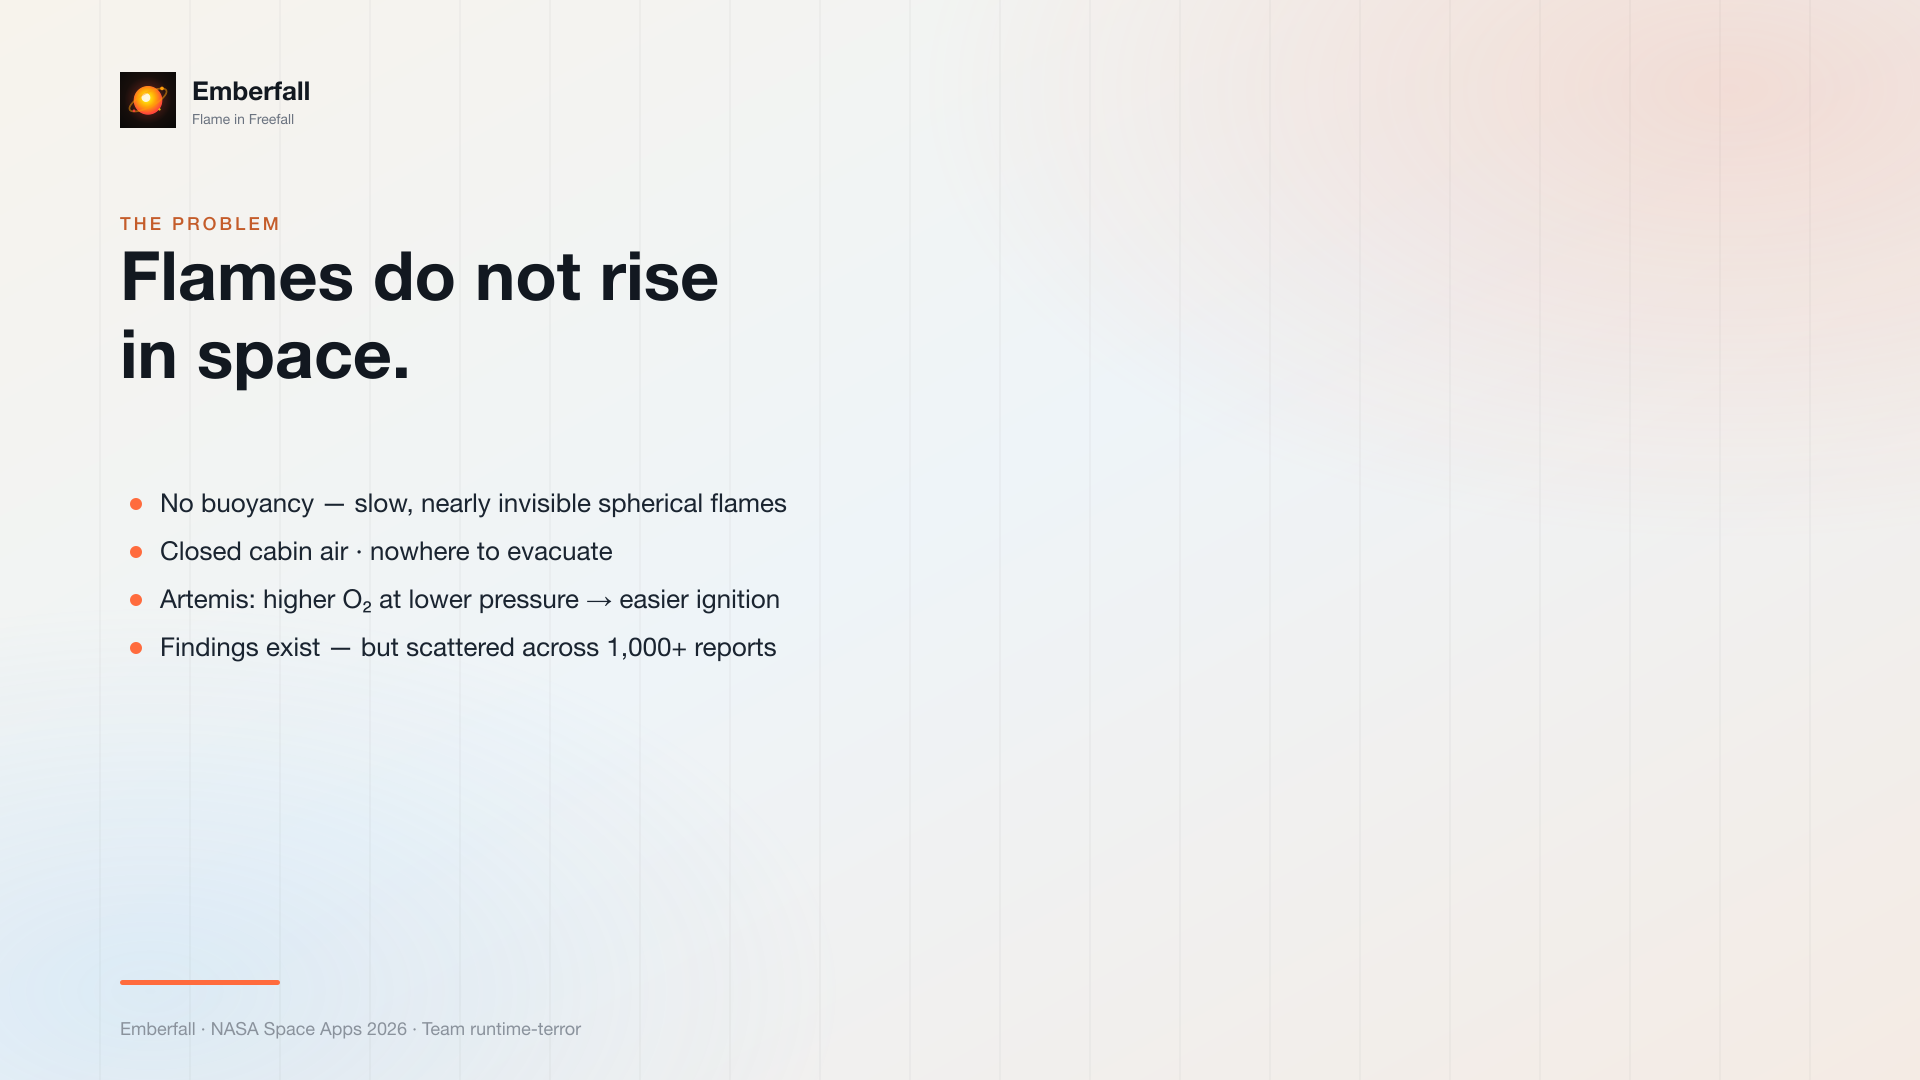 Emberfall
Flame in Freefall
THE PROBLEM
Flames do not rise
in space.
No buoyancy — slow, nearly invisible spherical flames
Closed cabin air · nowhere to evacuate
Artemis: higher O₂ at lower pressure → easier ignition
Findings exist — but scattered across 1,000+ reports
Emberfall · NASA Space Apps 2026 · Team runtime-terror